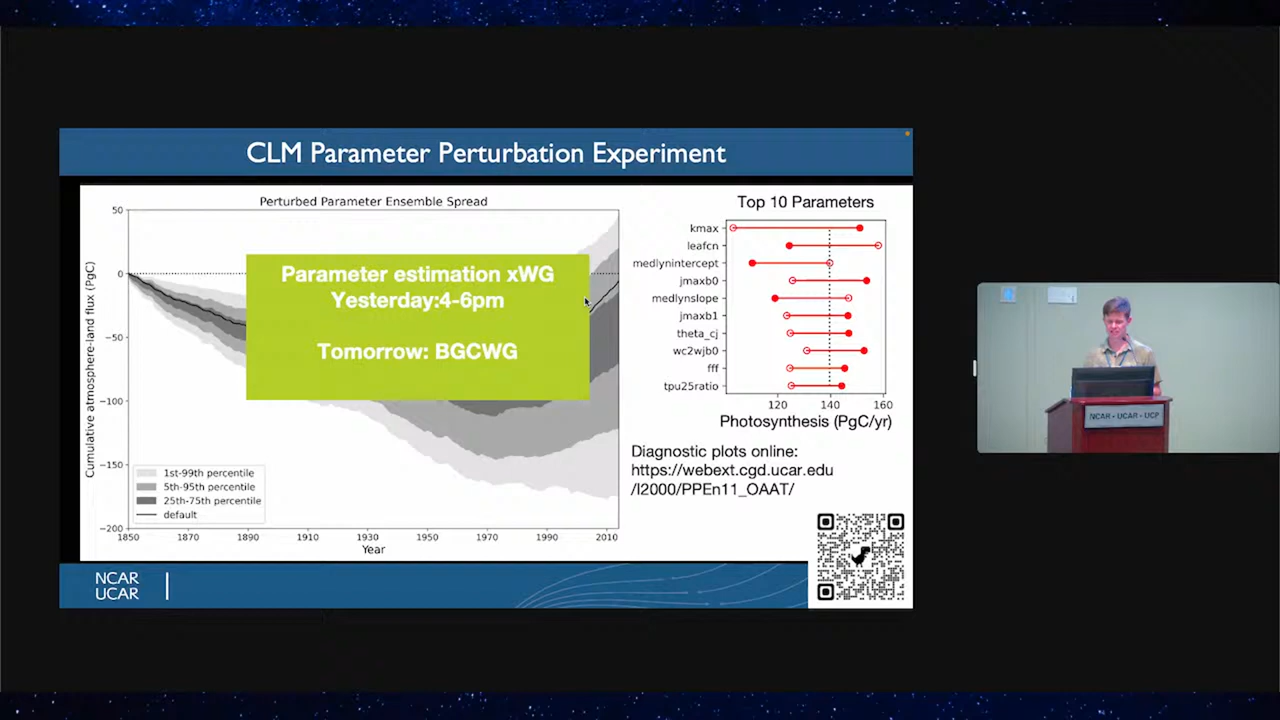 CLM Parameter Perturbation Experiment
Perturbed Parameter Ensemble Spread
50
0
−50
−100
−150
−200
Cumulative atmosphere-land flux (PgC)
1850
1870
1890
1910
1930
1950
1970
1990
2010
Year
1st-99th percentile
5th-95th percentile
25th-75th percentile
default
Parameter estimation xWG
Yesterday:4-6pm
Tomorrow: BGCWG
Top 10 Parameters
kmax
leafcn
medlynintercept
jmaxb0
medlynslope
jmaxb1
theta_cj
wc2wjb0
fff
tpu25ratio
120
140
160
Photosynthesis (PgC/yr)
Diagnostic plots online:
https://webext.cgd.ucar.edu
/I2000/PPEn11_OAAT/
NCAR
UCAR
NCAR - UCAR - UCP